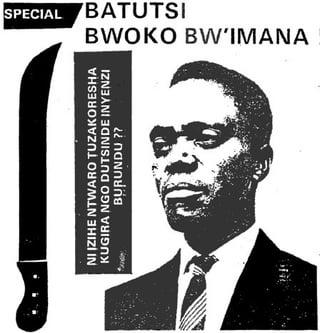 SPECIAL
BATUTSI
BWOKO BW'IMANA !
NI IZIHE NTWARO TUZAKORESHA
KUGIRA NGO DUTSINDE INYENZI
BURUNDU ??